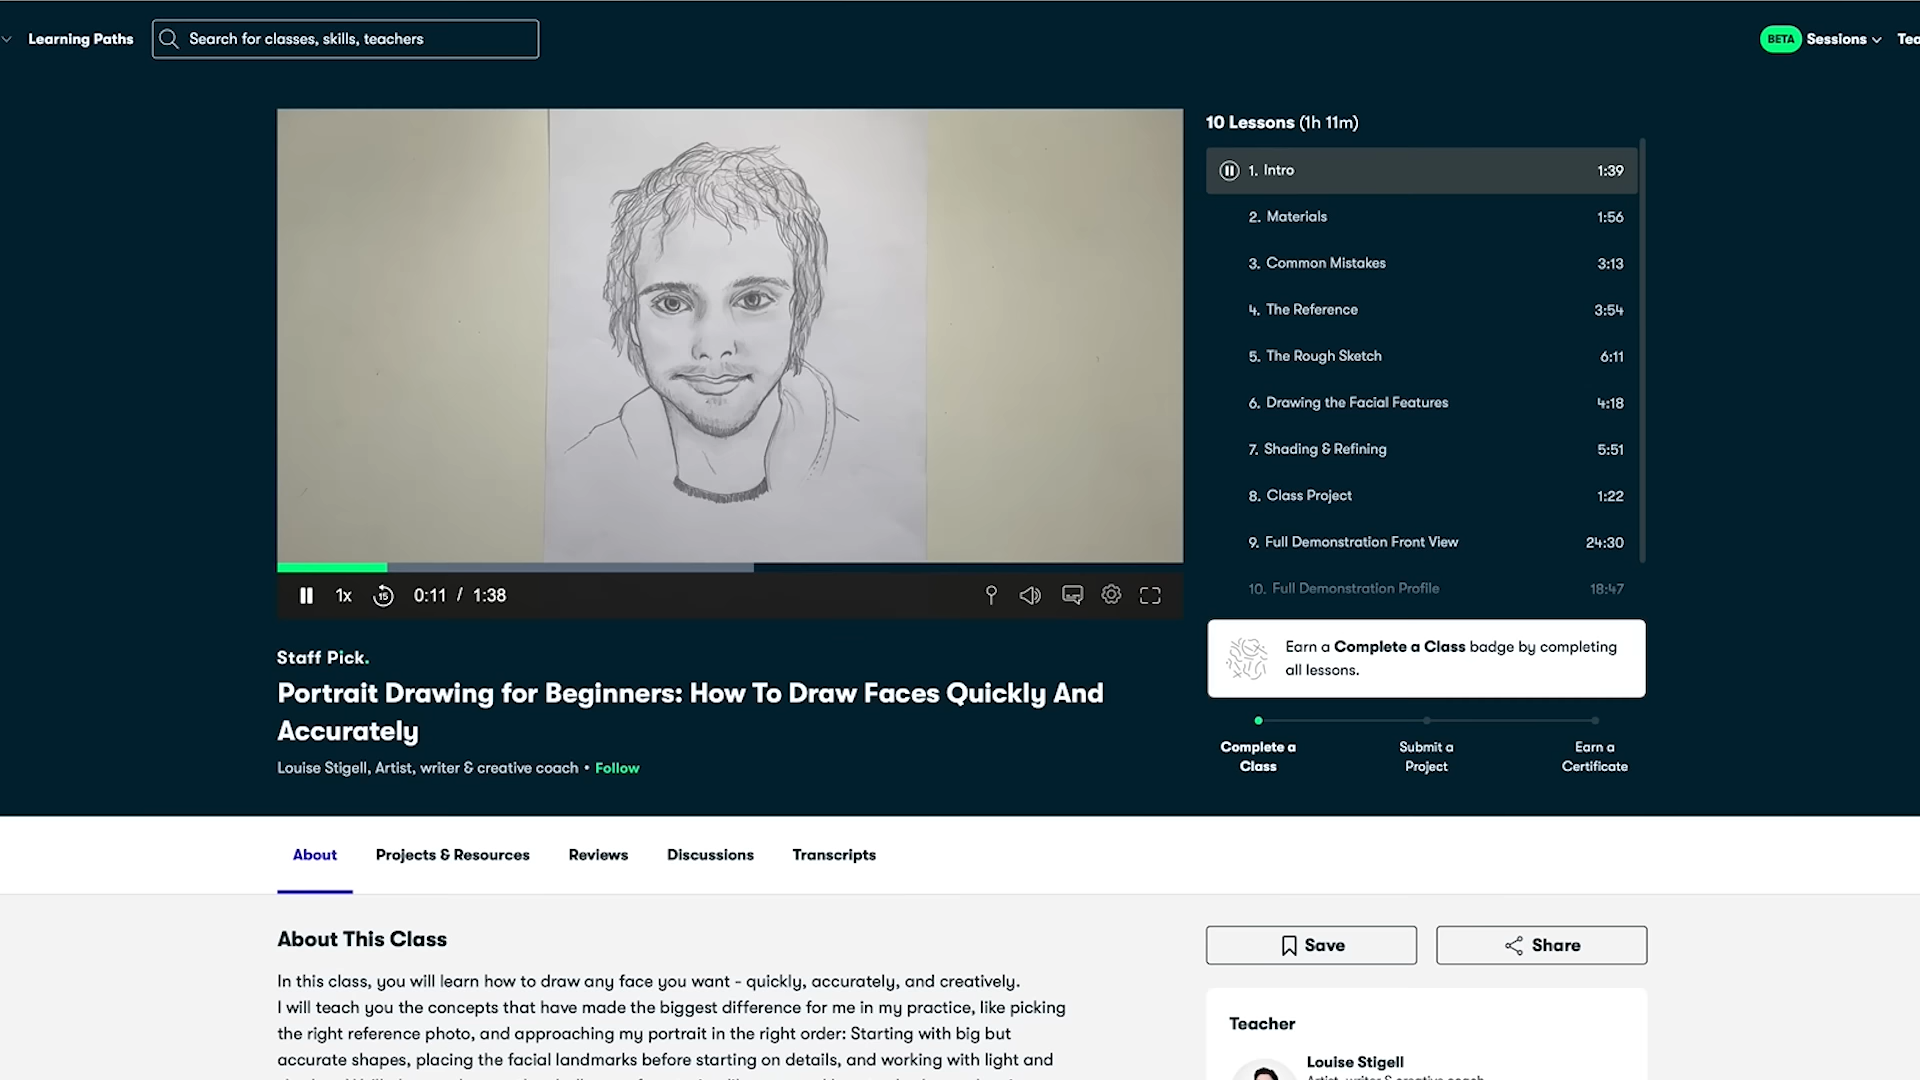 Learning Paths
Search for classes, skills, teachers
BETA Sessions
10 Lessons (1h 11m)
1. Intro 1:39
2. Materials 1:56
3. Common Mistakes 3:13
4. The Reference 3:54
5. The Rough Sketch 6:11
6. Drawing the Facial Features 4:18
7. Shading & Refining 5:51
8. Class Project 1:22
9. Full Demonstration Front View 24:30
10. Full Demonstration Profile 18:47
1x 15 0:11 / 1:38
Earn a Complete a Class badge by completing
all lessons.
Complete a
Class
Submit a
Project
Earn a
Certificate
Staff Pick.
Portrait Drawing for Beginners: How To Draw Faces Quickly And
Accurately
Louise Stigell, Artist, writer & creative coach • Follow
About Projects & Resources Reviews Discussions Transcripts
About This Class
In this class, you will learn how to draw any face you want - quickly, accurately, and creatively.
I will teach you the concepts that have made the biggest difference for me in my practice, like picking
the right reference photo, and approaching my portrait in the right order: Starting with big but
accurate shapes, placing the facial landmarks before starting on details, and working with light and
Save
Share
Teacher
Louise Stigell
Artist, writer & creative coach